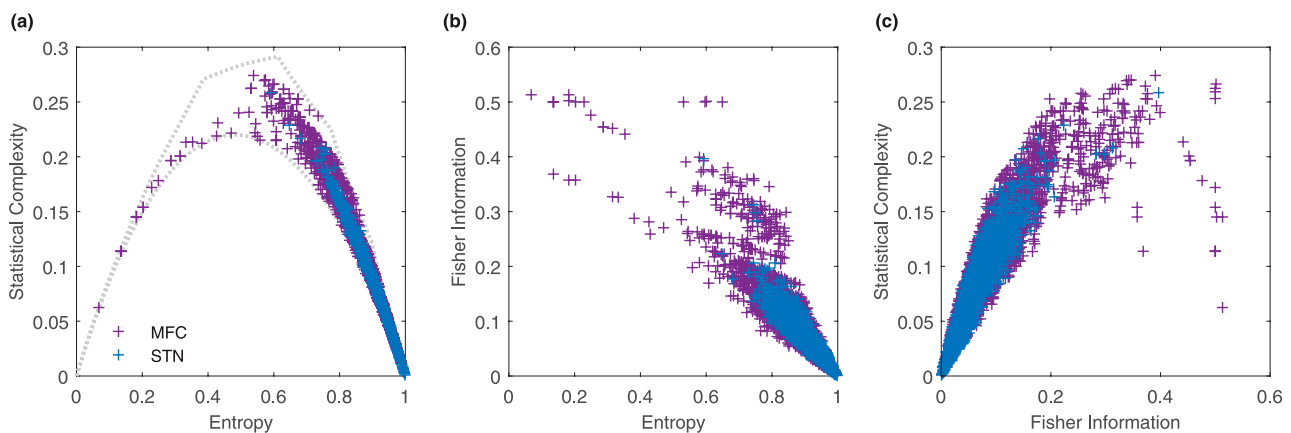 (a)
Statistical Complexity
0.3
0.25
0.2
0.15
0.1
0.05
0
0 0.2 0.4 0.6 0.8 1
Entropy
MFC
STN
(b)
Fisher Information
0.6
0.5
0.4
0.3
0.2
0.1
0
0 0.2 0.4 0.6 0.8 1
Entropy
(c)
Statistical Complexity
0.3
0.25
0.2
0.15
0.1
0.05
0
0 0.2 0.4 0.6
Fisher Information